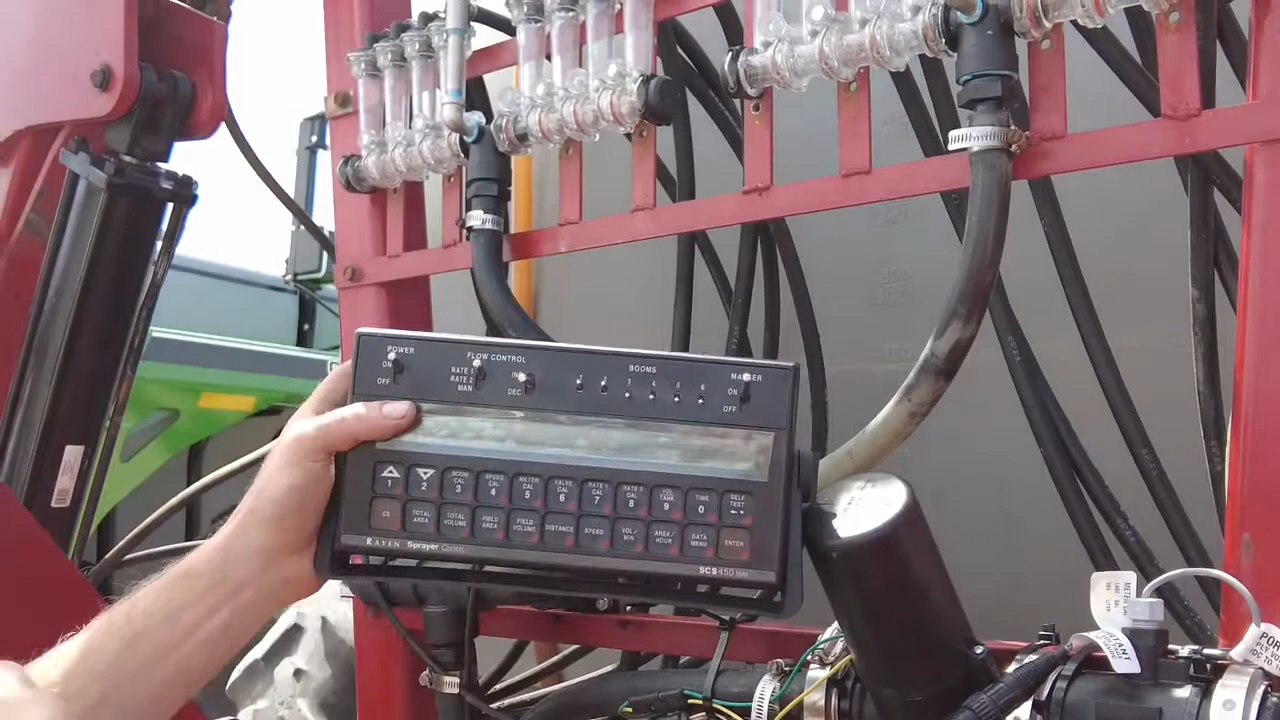 POWER
ON
OFF
FLOW CONTROL
RATE 1
RATE 2
MAN
INC
DEC
BOOMS
1 2 3 4 5 6
MARKER
ON
OFF
1
2
BOOM CAL 3
SPEED CAL 4
METER CAL 5
VALVE CAL 6
RATE 1 CAL 7
RATE 2 CAL 8
VOL TANK 9
TIME 0
SELF TEST
CE
TOTAL AREA
TOTAL VOLUME
FIELD AREA
FIELD VOLUME
DISTANCE
SPEED
VOL/ MIN
AREA/ HOUR
DATA MENU
ENTER
RAVEN Sprayer Control
SCS 450
METER CAL